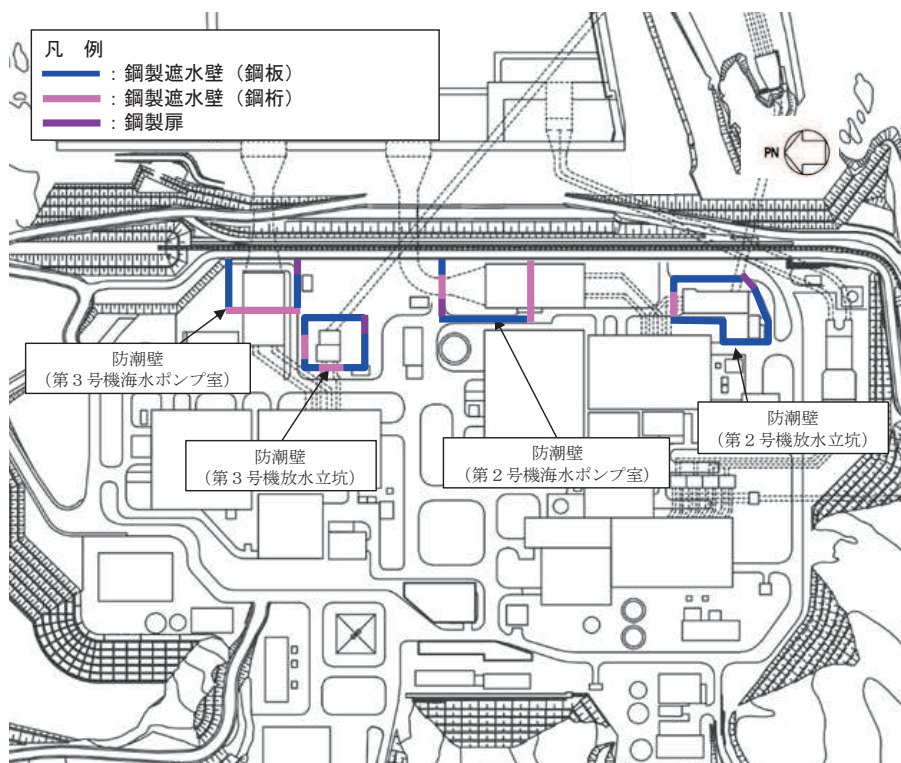 凡 例
：鋼製遮水壁（鋼板）
：鋼製遮水壁（鋼桁）
：鋼製扉
PN
防潮壁
（第３号機海水ポンプ室）
防潮壁
（第３号機放水立坑）
防潮壁
（第２号機海水ポンプ室）
防潮壁
（第２号機放水立坑）